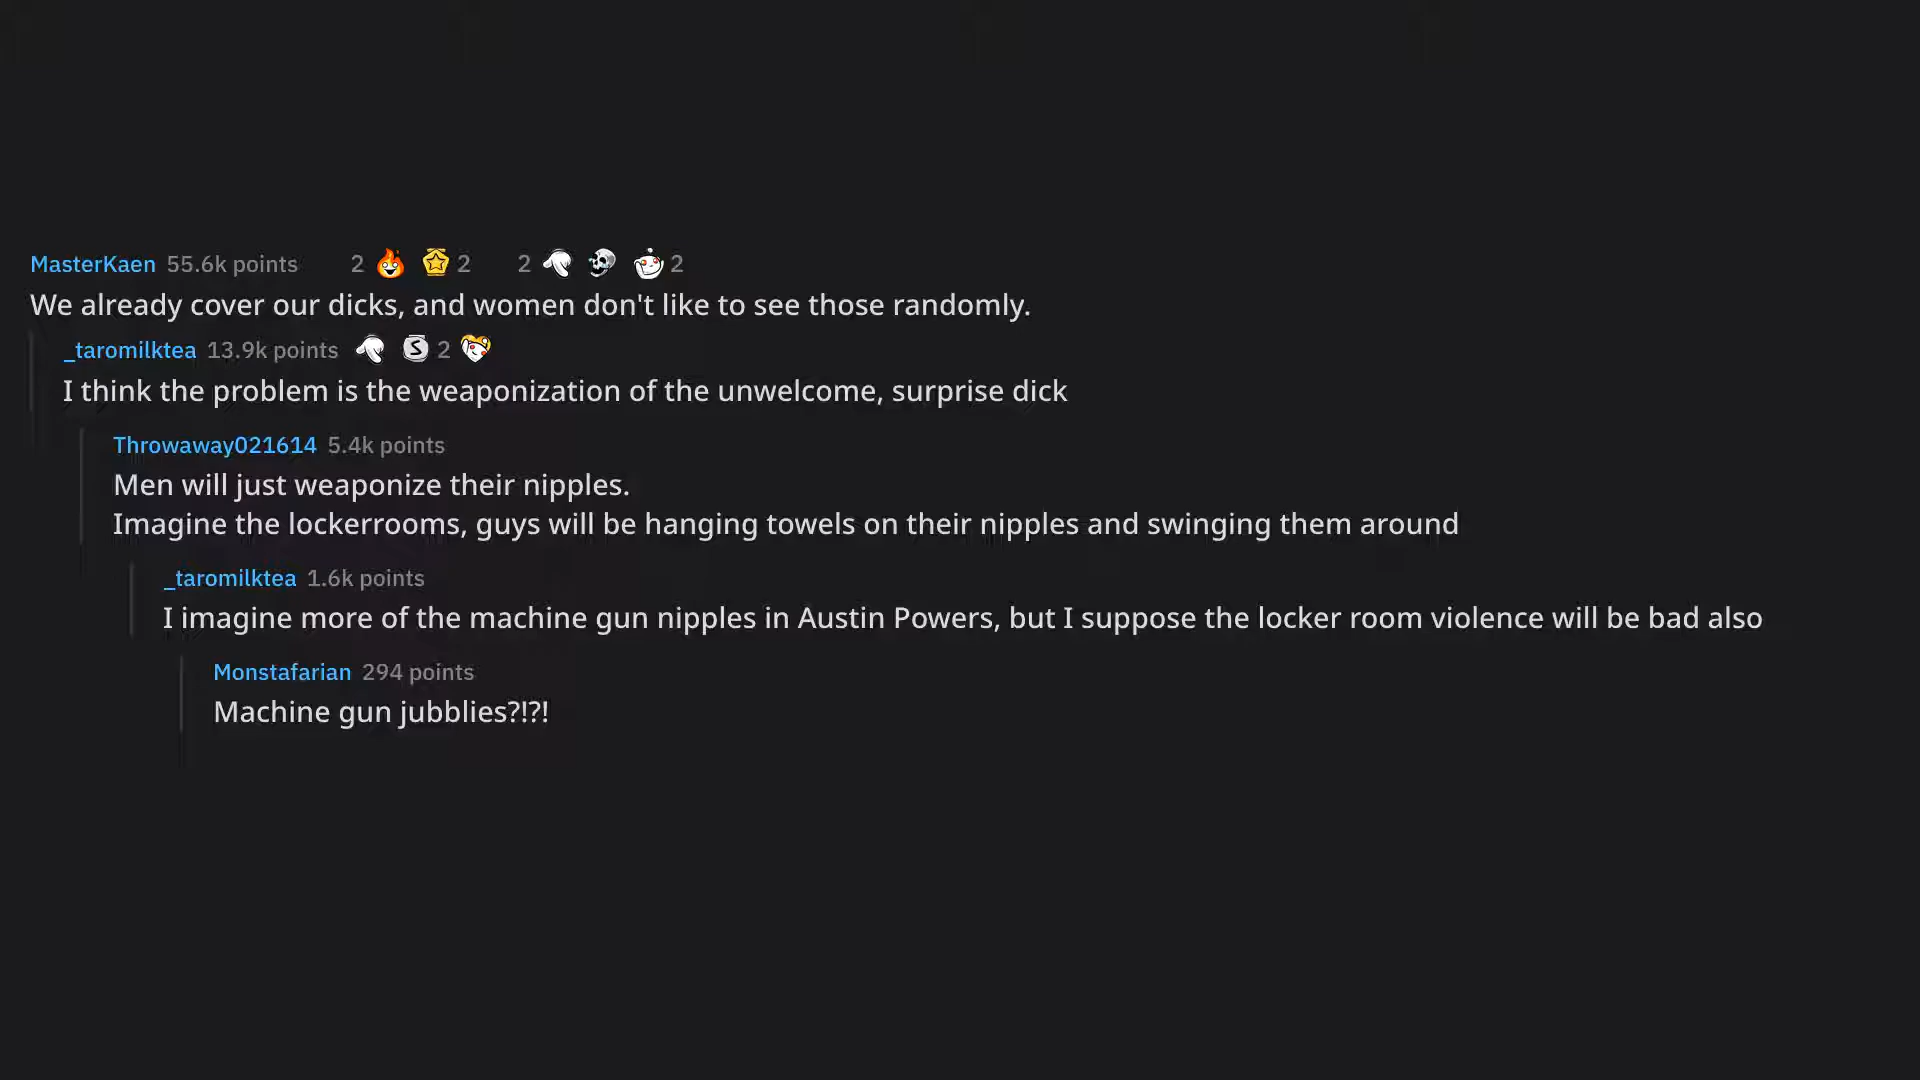 MasterKaen 55.6k points 2 2 2 2
We already cover our dicks, and women don't like to see those randomly.
_taromilktea 13.9k points S 2
I think the problem is the weaponization of the unwelcome, surprise dick
Throwaway021614 5.4k points
Men will just weaponize their nipples.
Imagine the lockerrooms, guys will be hanging towels on their nipples and swinging them around
_taromilktea 1.6k points
I imagine more of the machine gun nipples in Austin Powers, but I suppose the locker room violence will be bad also
Monstafarian 294 points
Machine gun jubblies?!?!